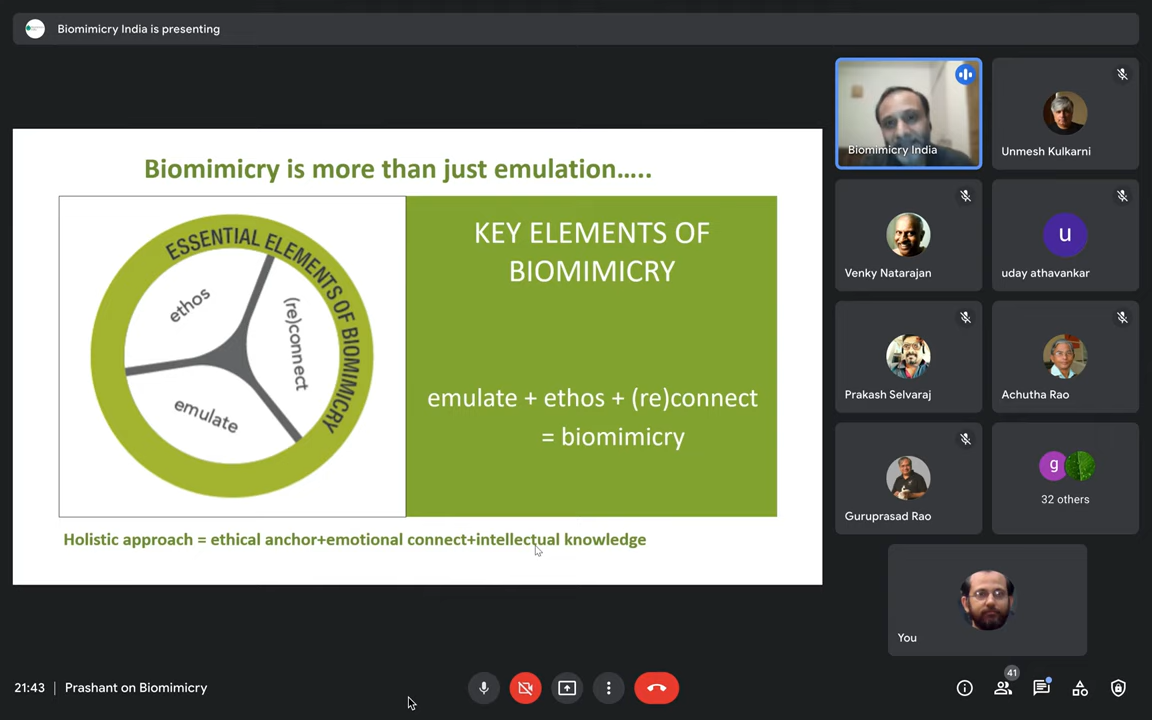 Biomimicry India is presenting
Biomimicry is more than just emulation…..
ESSENTIAL ELEMENTS OF BIOMIMICRY
ethos
(re)connect
emulate
KEY ELEMENTS OF
BIOMIMICRY
emulate + ethos + (re)connect
= biomimicry
Holistic approach = ethical anchor+emotional connect+intellectual knowledge
Biomimicry India
Unmesh Kulkarni
Venky Natarajan
u
uday athavankar
Prakash Selvaraj
Achutha Rao
Guruprasad Rao
g
32 others
You
21:43 | Prashant on Biomimicry
41